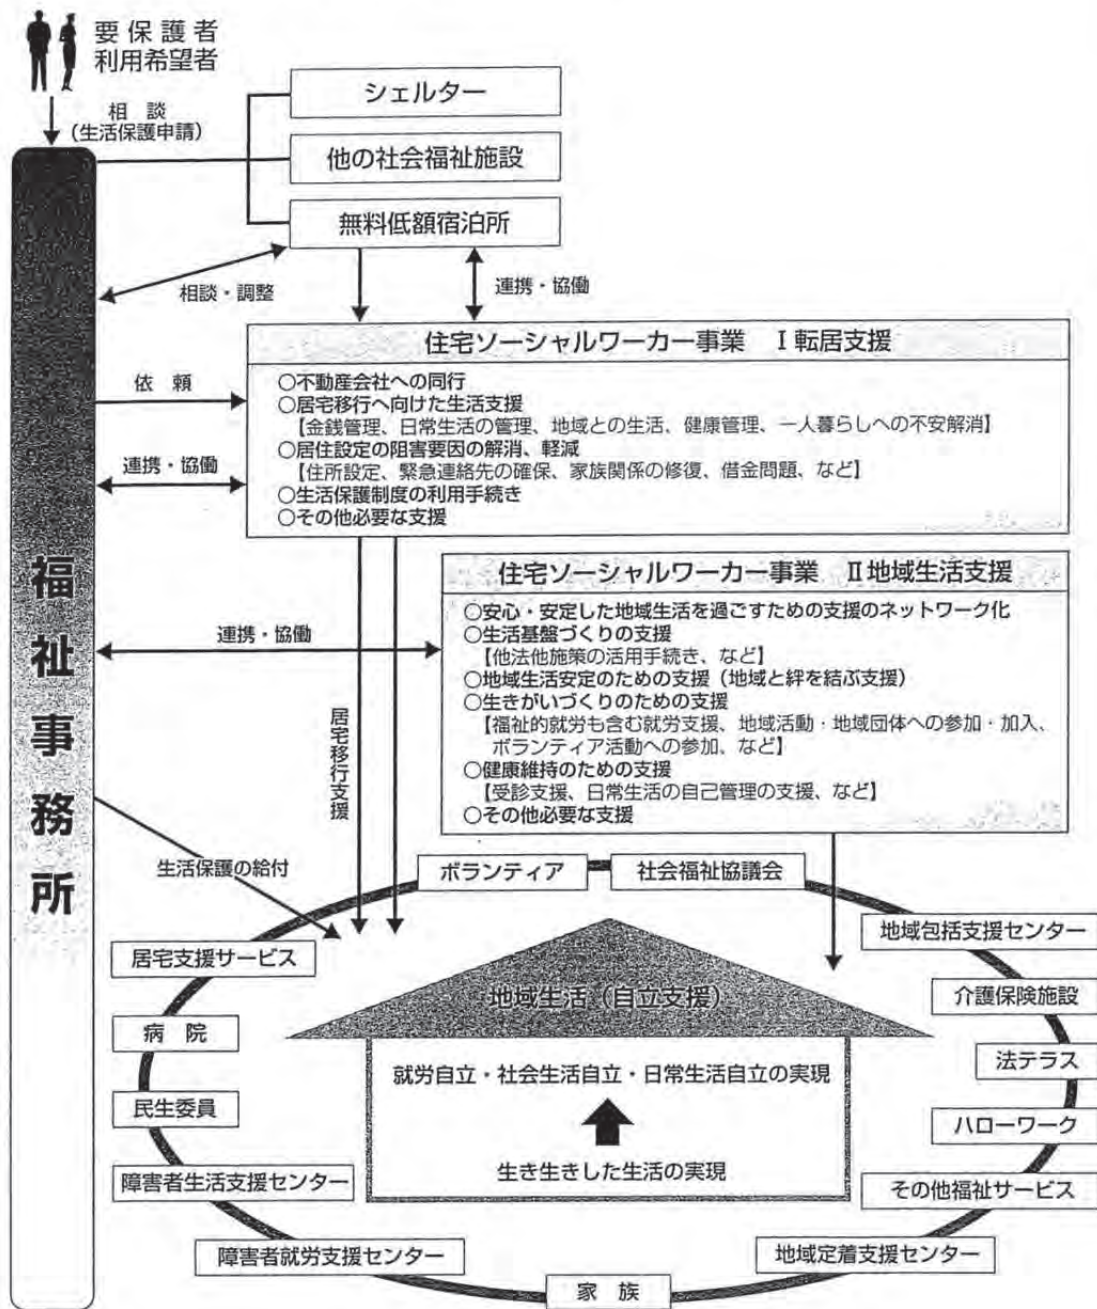 要保護者
利用希望者
相談
(生活保護申請)
シェルター
他の社会福祉施設
無料低額宿泊所
相談・調整
連携・協働
福祉事務所
依頼
連携・協働
住宅ソーシャルワーカー事業　Ⅰ転居支援
○不動産会社への同行
○居宅移行へ向けた生活支援
【金銭管理、日常生活の管理、地域との生活、健康管理、一人暮らしへの不安解消】
○居住設定の阻害要因の解消、軽減
【住所設定、緊急連絡先の確保、家族関係の修復、借金問題、など】
○生活保護制度の利用手続き
○その他必要な支援
連携・協働
住宅ソーシャルワーカー事業　Ⅱ地域生活支援
○安心・安定した地域生活を過ごすための支援のネットワーク化
○生活基盤づくりの支援
【他法他施策の活用手続き、など】
○地域生活安定のための支援（地域と絆を結ぶ支援）
○生きがいづくりのための支援
【福祉的就労も含む就労支援、地域活動・地域団体への参加・加入、
ボランティア活動への参加、など】
○健康維持のための支援
【受診支援、日常生活の自己管理の支援、など】
○その他必要な支援
居宅移行支援
生活保護の給付
ボランティア
社会福祉協議会
居宅支援サービス
地域包括支援センター
病院
介護保険施設
民生委員
法テラス
障害者生活支援センター
ハローワーク
障害者就労支援センター
その他福祉サービス
家族
地域定着支援センター
地域生活（自立支援）
就労自立・社会生活自立・日常生活自立の実現
生き生きした生活の実現